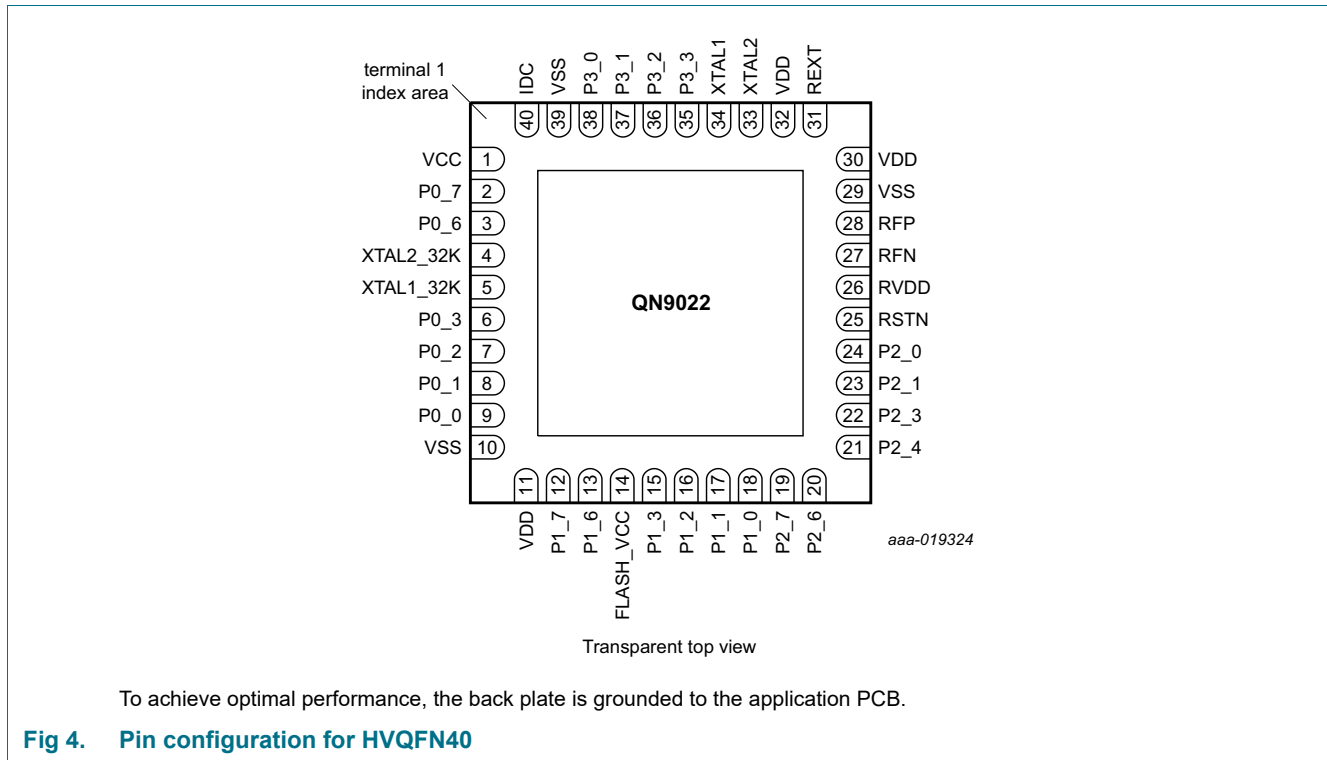 terminal 1
index area
IDC
VSS
P3_0
P3_1
P3_2
P3_3
XTAL1
XTAL2
VDD
REXT
40
39
38
37
36
35
34
33
32
31
VCC 1
P0_7 2
P0_6 3
XTAL2_32K 4
XTAL1_32K 5
P0_3 6
P0_2 7
P0_1 8
P0_0 9
VSS 10
QN9022
30 VDD
29 VSS
28 RFP
27 RFN
26 RVDD
25 RSTN
24 P2_0
23 P2_1
22 P2_3
21 P2_4
11
12
13
14
15
16
17
18
19
20
VDD
P1_7
P1_6
FLASH_VCC
P1_3
P1_2
P1_1
P1_0
P2_7
P2_6
aaa-019324
Transparent top view
To achieve optimal performance, the back plate is grounded to the application PCB.
Fig 4. Pin configuration for HVQFN40